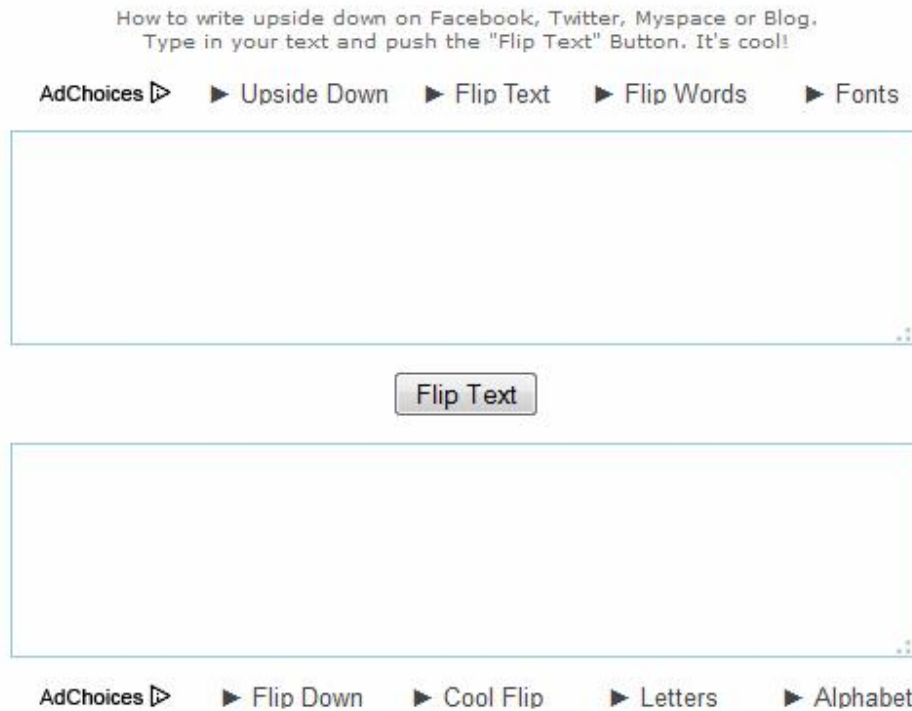 How to write upside down on Facebook, Twitter, Myspace or Blog.
Type in your text and push the "Flip Text" Button. It's cool!
AdChoices ► Upside Down ► Flip Text ► Flip Words ► Fonts
Flip Text
AdChoices ► Flip Down ► Cool Flip ► Letters ► Alphabet